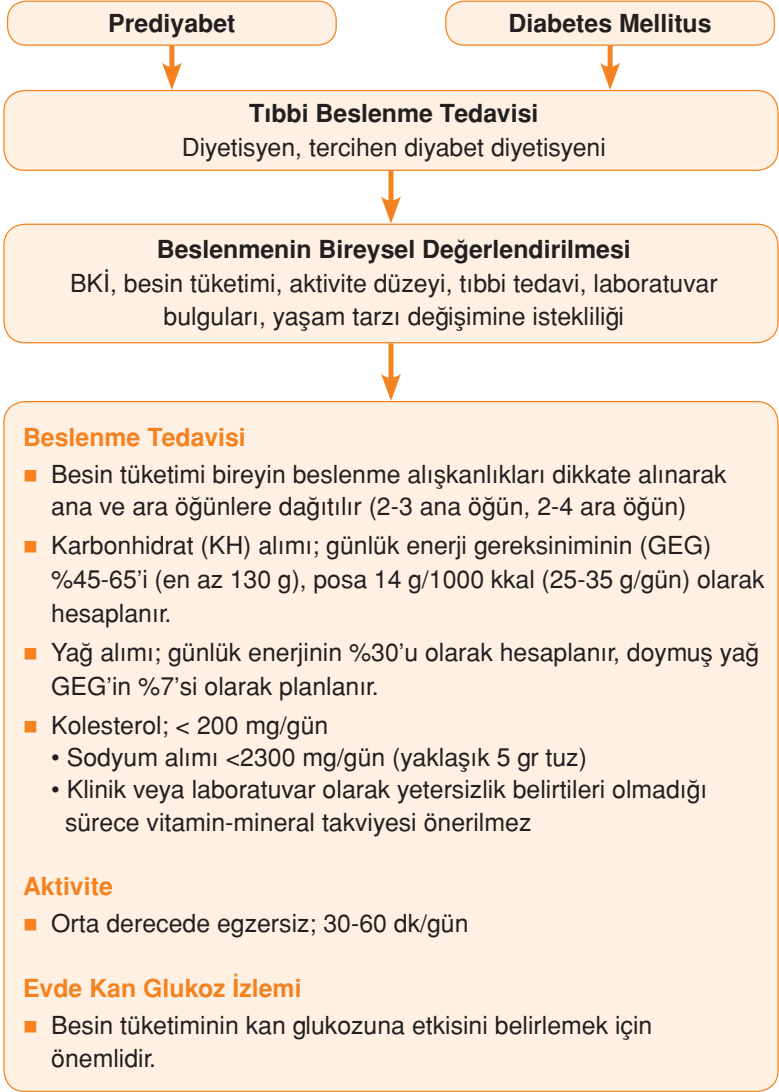 Prediyabet
Diabetes Mellitus
Tıbbi Beslenme Tedavisi
Diyetisyen, tercihen diyabet diyetisyeni
Beslenmenin Bireysel Değerlendirilmesi
BKİ, besin tüketimi, aktivite düzeyi, tıbbi tedavi, laboratuvar
bulguları, yaşam tarzı değişimine istekliliği
Beslenme Tedavisi
■ Besin tüketimi bireyin beslenme alışkanlıkları dikkate alınarak
ana ve ara öğünlere dağıtılır (2-3 ana öğün, 2-4 ara öğün)
■ Karbonhidrat (KH) alımı; günlük enerji gereksiniminin (GEG)
%45-65’i (en az 130 g), posa 14 g/1000 kkal (25-35 g/gün) olarak
hesaplanır.
■ Yağ alımı; günlük enerjinin %30’u olarak hesaplanır, doymuş yağ
GEG’in %7’si olarak planlanır.
■ Kolesterol; < 200 mg/gün
• Sodyum alımı <2300 mg/gün (yaklaşık 5 gr tuz)
• Klinik veya laboratuvar olarak yetersizlik belirtileri olmadığı
sürece vitamin-mineral takviyesi önerilmez
Aktivite
■ Orta derecede egzersiz; 30-60 dk/gün
Evde Kan Glukoz İzlemi
■ Besin tüketiminin kan glukozuna etkisini belirlemek için
önemlidir.